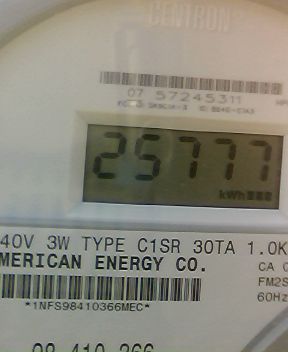 CENTRON
07 57245311
25777
kWh
40V 3W TYPE C1SR 30TA 1.0K
MERICAN ENERGY CO.
CA 0
FM2S
60Hz
*1NFS98410366MEC*
98 410 366